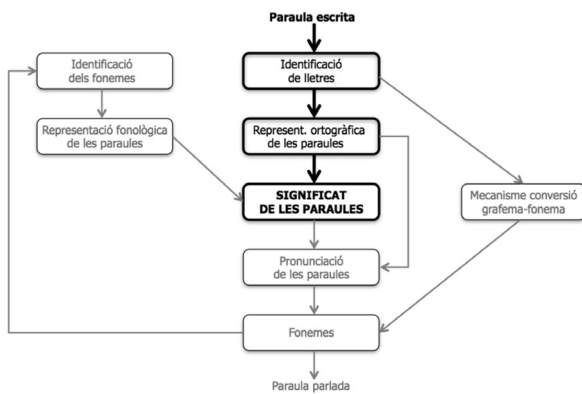 Paraula escrita
Identificació
dels fonemes
Identificació
de lletres
Representació fonològica
de les paraules
Represent. ortogràfica
de les paraules
SIGNIFICAT
DE LES PARAULES
Mecanisme conversió
grafema-fonema
Pronunciació
de les paraules
Fonemes
Paraula parlada